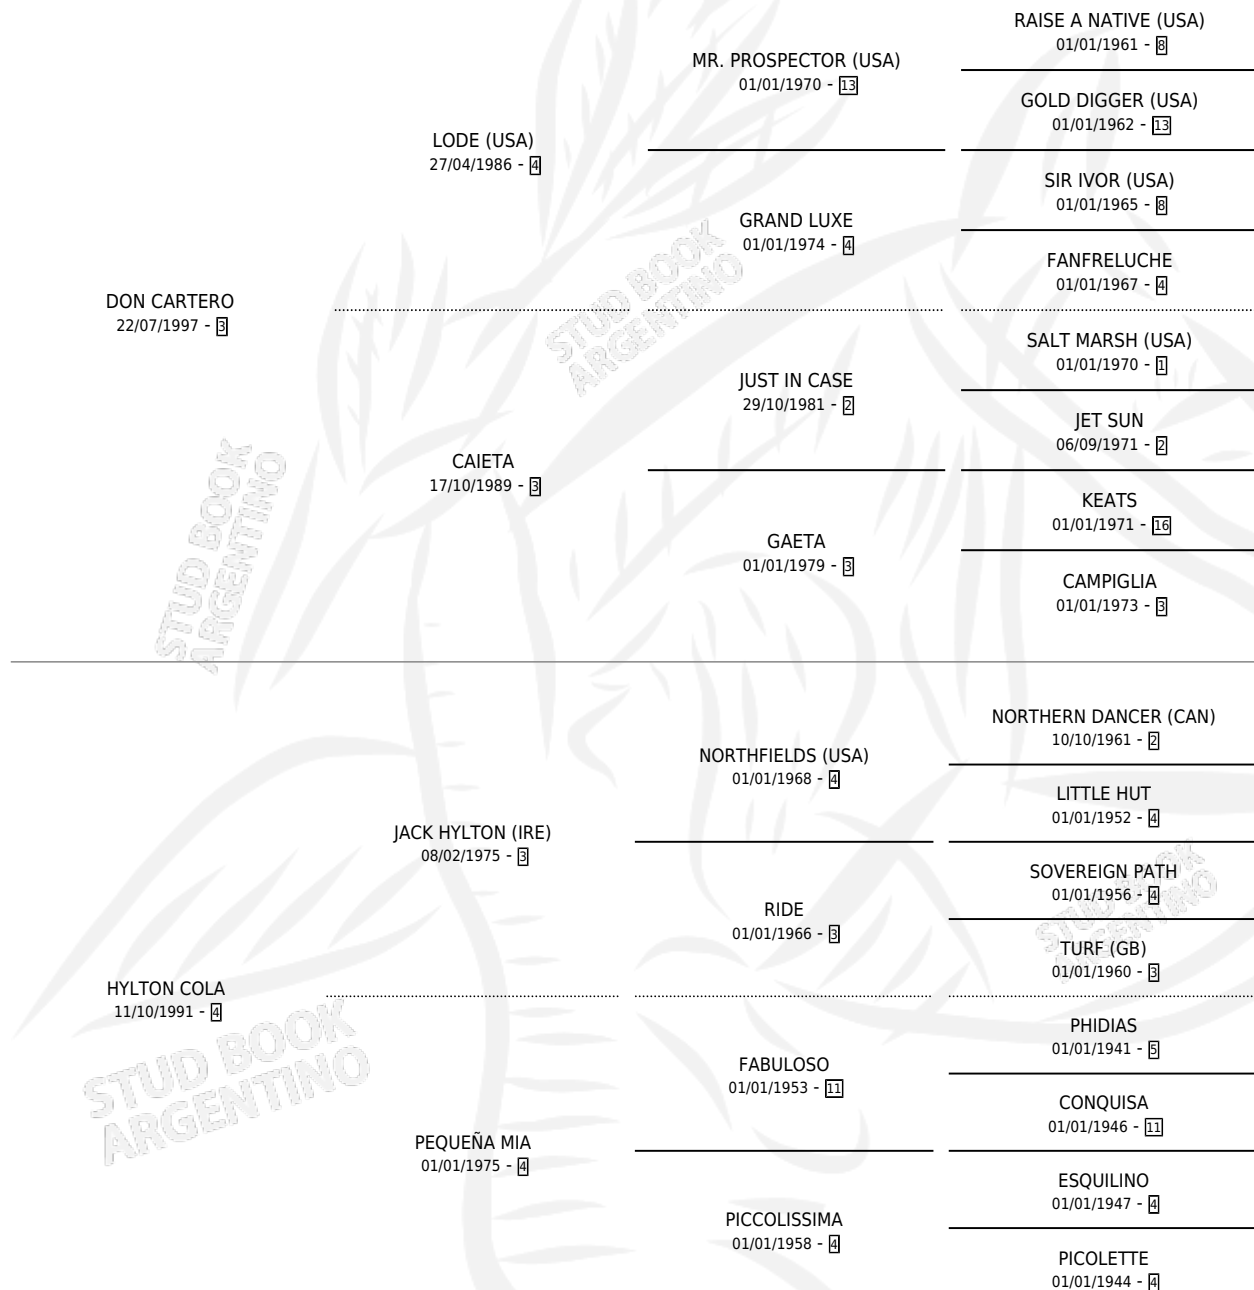 RAISE A NATIVE (USA)
01/01/1961 - 8
MR. PROSPECTOR (USA)
01/01/1970 - 13
GOLD DIGGER (USA)
01/01/1962 - 13
LODE (USA)
27/04/1986 - 4
SIR IVOR (USA)
01/01/1965 - 8
GRAND LUXE
01/01/1974 - 4
FANFRELUCHE
01/01/1967 - 4
DON CARTERO
22/07/1997 - 3
STUD BOOK
ARGENTINO
SALT MARSH (USA)
01/01/1970 - 1
JUST IN CASE
29/10/1981 - 2
JET SUN
06/09/1971 - 2
CAIETA
17/10/1989 - 3
KEATS
01/01/1971 - 16
GAETA
01/01/1979 - 3
CAMPIGLIA
01/01/1973 - 3
STUD BOOK
ARGENTINO
NORTHERN DANCER (CAN)
10/10/1961 - 2
NORTHFIELDS (USA)
01/01/1968 - 4
LITTLE HUT
01/01/1952 - 4
JACK HYLTON (IRE)
08/02/1975 - 3
SOVEREIGN PATH
01/01/1956 - 4
RIDE
01/01/1966 - 3
STUD BOOK
ARGENTINO
TURF (GB)
01/01/1960 - 3
HYLTON COLA
11/10/1991 - 4
STUD BOOK
ARGENTINO
PHIDIAS
01/01/1941 - 5
FABULOSO
01/01/1953 - 11
CONQUISA
01/01/1946 - 11
PEQUEÑA MIA
01/01/1975 - 4
ESQUILINO
01/01/1947 - 4
PICCOLISSIMA
01/01/1958 - 4
PICOLETTE
01/01/1944 - 4